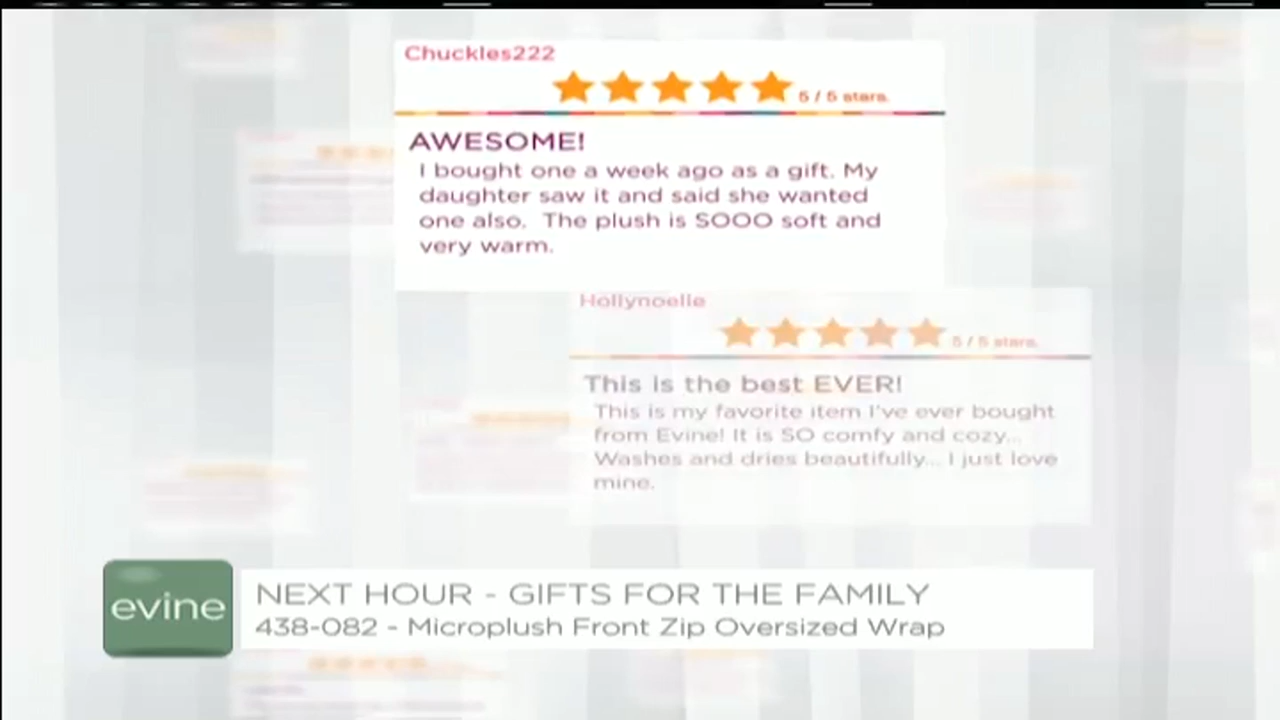 Chuckles222
5 / 5 stars.
AWESOME!
I bought one a week ago as a gift. My
daughter saw it and said she wanted
one also. The plush is SOOO soft and
very warm.
Hollynoelle
5 / 5 stars.
This is the best EVER!
This is my favorite item I've ever bought
from Evine! It is SO comfy and cozy...
Washes and dries beautifully... I just love
mine.
evine
NEXT HOUR - GIFTS FOR THE FAMILY
438-082 - Microplush Front Zip Oversized Wrap